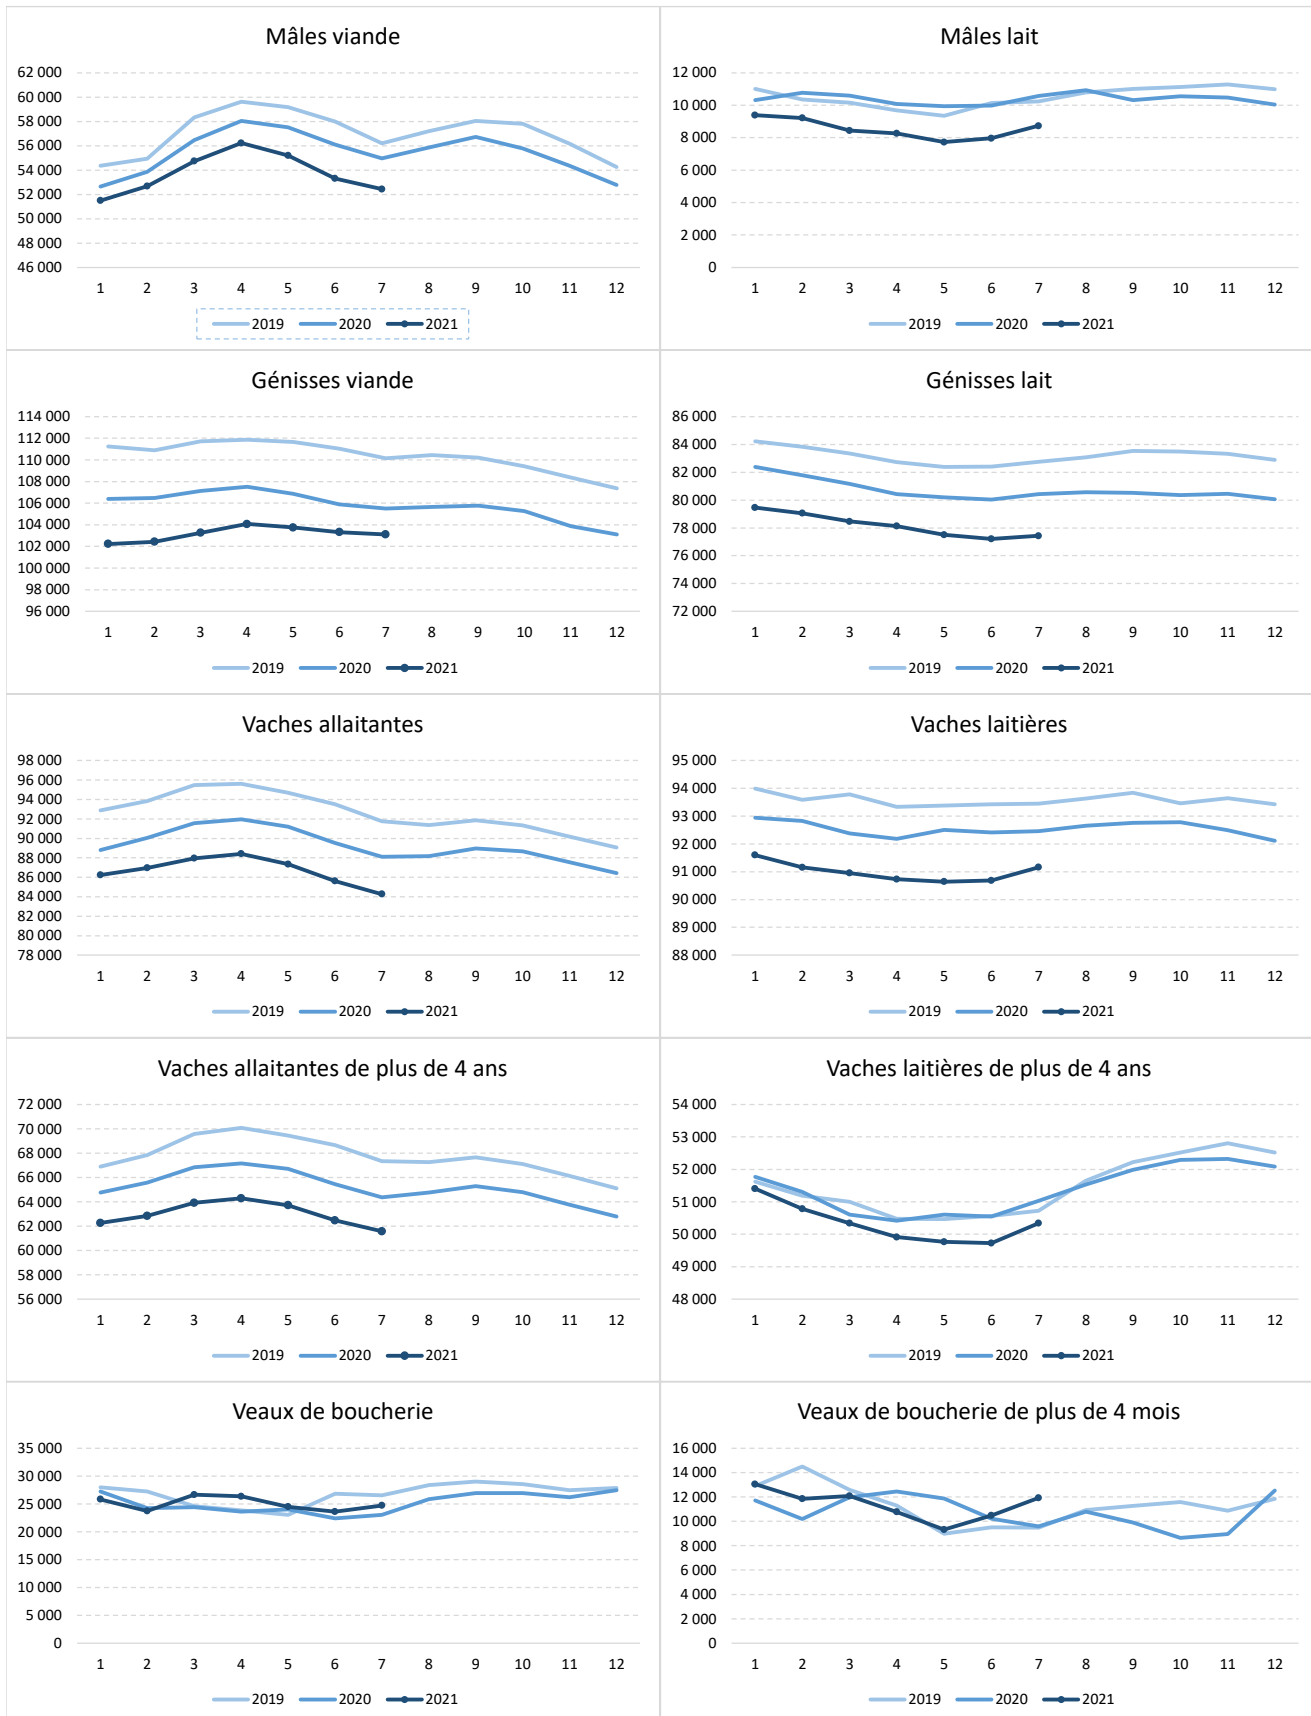 Mâles viande
62 000
60 000
58 000
56 000
54 000
52 000
50 000
48 000
46 000
1 2 3 4 5 6 7 8 9 10 11 12
2019 2020 2021
Mâles lait
12 000
10 000
8 000
6 000
4 000
2 000
0
1 2 3 4 5 6 7 8 9 10 11 12
2019 2020 2021
Génisses viande
114 000
112 000
110 000
108 000
106 000
104 000
102 000
100 000
98 000
96 000
1 2 3 4 5 6 7 8 9 10 11 12
2019 2020 2021
Génisses lait
86 000
84 000
82 000
80 000
78 000
76 000
74 000
72 000
1 2 3 4 5 6 7 8 9 10 11 12
2019 2020 2021
Vaches allaitantes
98 000
96 000
94 000
92 000
90 000
88 000
86 000
84 000
82 000
80 000
78 000
1 2 3 4 5 6 7 8 9 10 11 12
2019 2020 2021
Vaches laitières
95 000
94 000
93 000
92 000
91 000
90 000
89 000
88 000
1 2 3 4 5 6 7 8 9 10 11 12
2019 2020 2021
Vaches allaitantes de plus de 4 ans
72 000
70 000
68 000
66 000
64 000
62 000
60 000
58 000
56 000
1 2 3 4 5 6 7 8 9 10 11 12
2019 2020 2021
Vaches laitières de plus de 4 ans
54 000
53 000
52 000
51 000
50 000
49 000
48 000
1 2 3 4 5 6 7 8 9 10 11 12
2019 2020 2021
Veaux de boucherie
35 000
30 000
25 000
20 000
15 000
10 000
5 000
0
1 2 3 4 5 6 7 8 9 10 11 12
2019 2020 2021
Veaux de boucherie de plus de 4 mois
16 000
14 000
12 000
10 000
8 000
6 000
4 000
2 000
0
1 2 3 4 5 6 7 8 9 10 11 12
2019 2020 2021